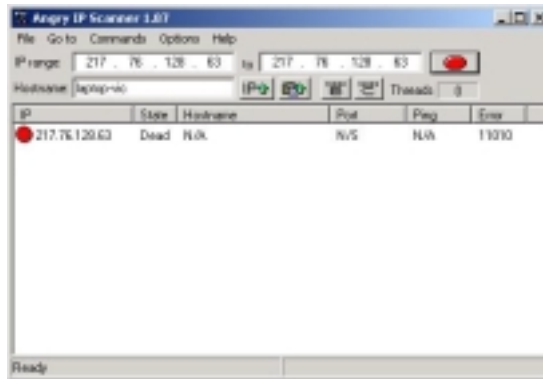 Angry IP Scanner 1.87
File Go to Commands Options Help
IP range: 217 . 76 . 128 . 63 to 217 . 76 . 128 . 63
Hostname: laptop-vic IP Threads: 0
IP State Hostname Port Ping Error
217.76.128.63 Dead N/A N/S N/A 11010
Ready